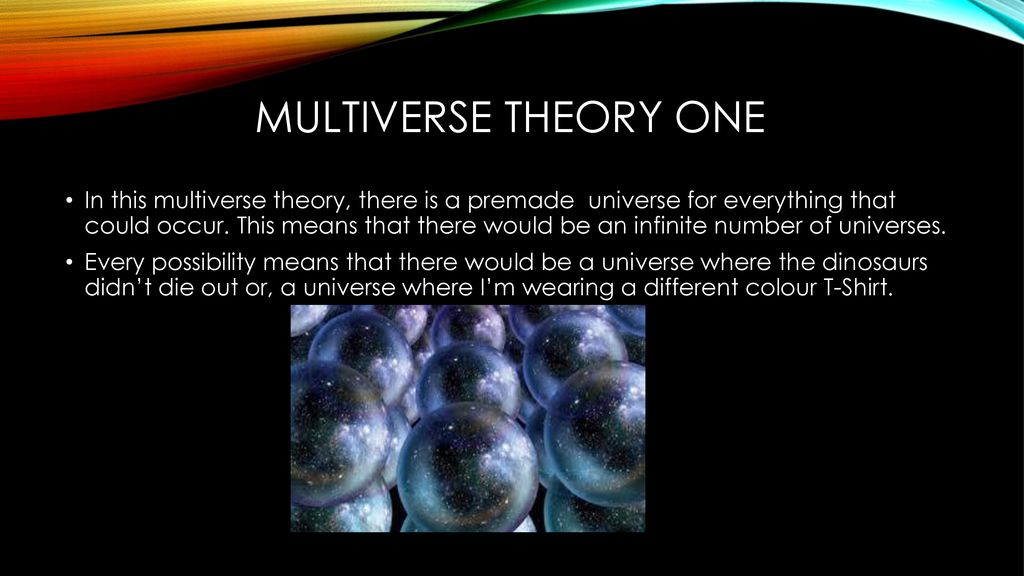 MULTIVERSE THEORY ONE
• In this multiverse theory, there is a premade  universe for everything that
could occur. This means that there would be an infinite number of universes.
• Every possibility means that there would be a universe where the dinosaurs
didn’t die out or, a universe where I’m wearing a different colour T-Shirt.